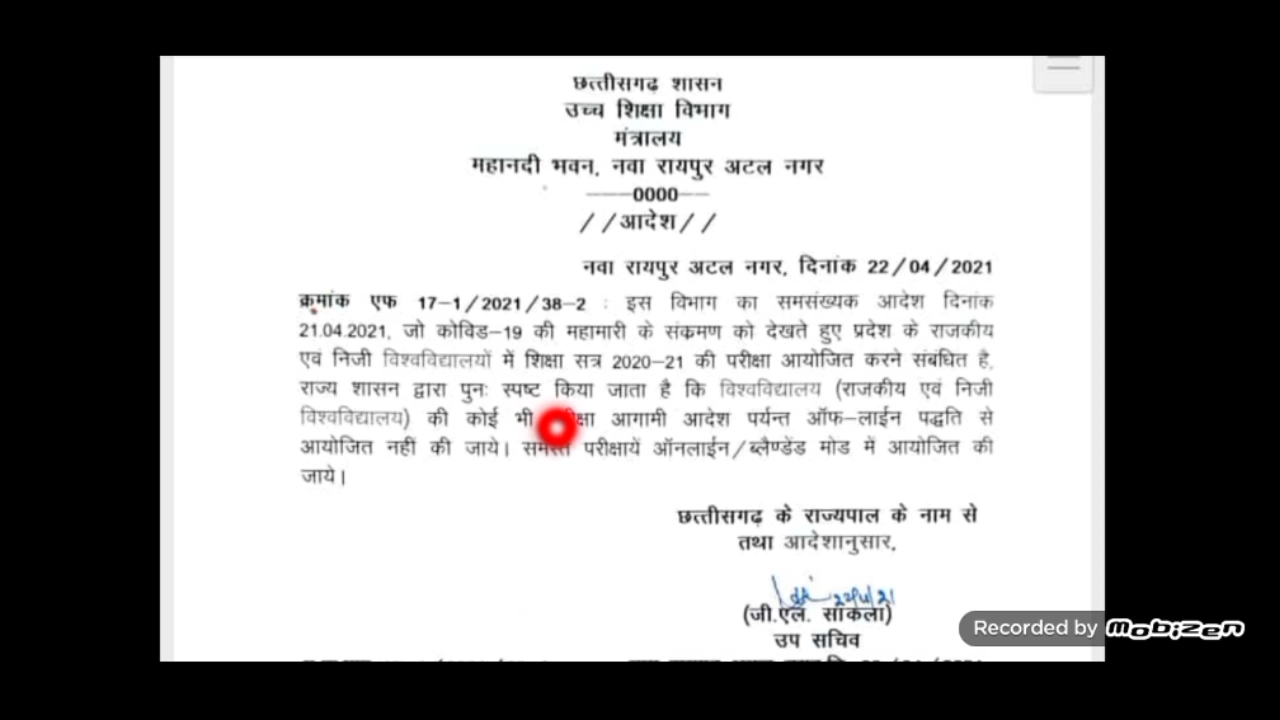 छत्तीसगढ़ शासन
उच्च शिक्षा विभाग
मंत्रालय
महानदी भवन, नवा रायपुर अटल नगर
——0000——
//आदेश//
नवा रायपुर अटल नगर, दिनांक 22/04/2021
क्रमांक एफ 17-1/2021/38-2 : इस विभाग का समसंख्यक आदेश दिनांक
21.04.2021, जो कोविड-19 की महामारी के संक्रमण को देखते हुए प्रदेश के राजकीय
एवं निजी विश्वविद्यालयों में शिक्षा सत्र 2020-21 की परीक्षा आयोजित करने संबंधित है,
राज्य शासन द्वारा पुनः स्पष्ट किया जाता है कि विश्वविद्यालय (राजकीय एवं निजी
विश्वविद्यालय) की कोई भी आगामी आदेश पर्यन्त ऑफ-लाईन पद्धति से
आयोजित नहीं की जाये। समस्त परीक्षायें ऑनलाईन/ब्लैण्डेंड मोड में आयोजित की
जाये।
छत्तीसगढ़ के राज्यपाल के नाम से
तथा आदेशानुसार,
22/4/21
(जी.एल. सांकला)
उप सचिव
Recorded by Mobizen